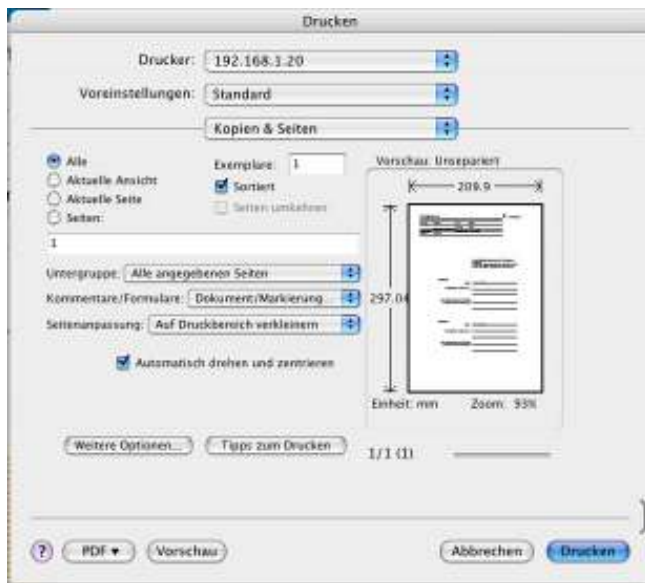 Drucken
Drucker: 192.168.1.20
Voreinstellungen: Standard
Kopien & Seiten
Alle
Aktuelle Ansicht
Aktuelle Seite
Seiten:
Exemplare: 1
Sortiert
Seiten umkehren
1
Untergruppe: Alle angegebenen Seiten
Kommentare/Formulare: Dokument/Markierung...
Seitenanpassung: Auf Druckbereich verkleinern
Automatisch drehen und zentrieren
Weitere Optionen...
Tipps zum Drucken
Vorschau: Unsepariert
209.9
297.04
Einheit: mm Zoom: 93%
1/1 (1)
? PDF Vorschau Abbrechen Drucken